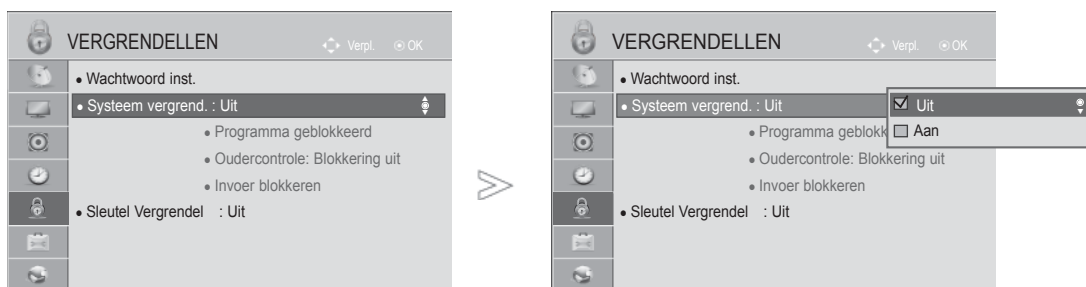 VERGRENDELLEN
Verpl. OK
• Wachtwoord inst.
• Systeem vergrend. : Uit
• Programma geblokkeerd
• Oudercontrole: Blokkering uit
• Invoer blokkeren
• Sleutel Vergrendel : Uit
VERGRENDELLEN
Verpl. OK
• Wachtwoord inst.
• Systeem vergrend. : Uit
• Programma geblokk
• Oudercontrole: Blokkering uit
• Invoer blokkeren
• Sleutel Vergrendel : Uit
Uit
Aan